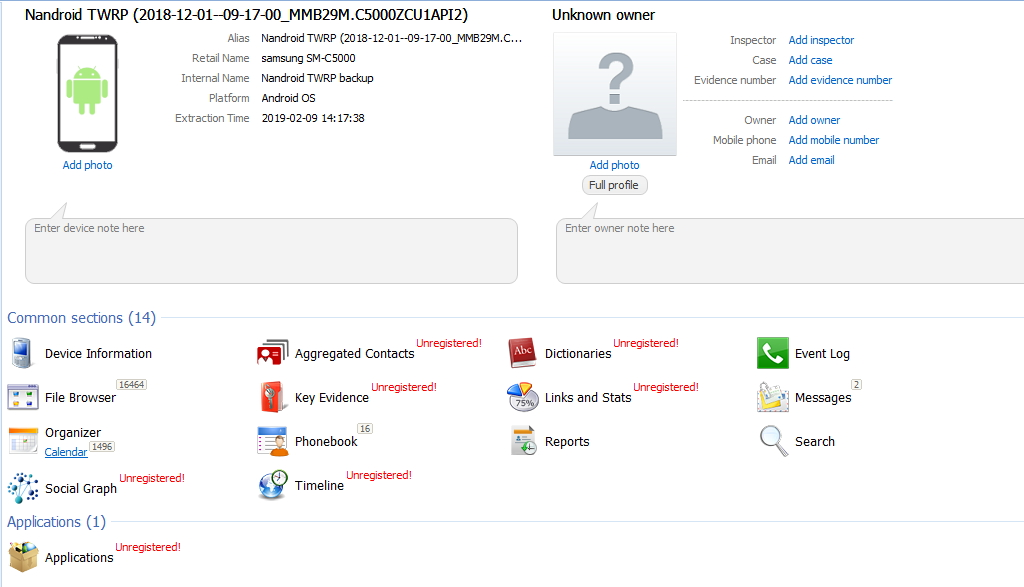 Nandroid TWRP (2018-12-01--09-17-00_MMB29M.C5000ZCU1API2)
Alias Nandroid TWRP (2018-12-01--09-17-00_MMB29M.C...
Retail Name samsung SM-C5000
Internal Name Nandroid TWRP backup
Platform Android OS
Extraction Time 2019-02-09 14:17:38
Add photo
Enter device note here
Unknown owner
Inspector Add inspector
Case Add case
Evidence number Add evidence number
Owner Add owner
Mobile phone Add mobile number
Email Add email
Add photo
Full profile
Enter owner note here
Common sections (14)
Device Information
Aggregated Contacts Unregistered!
Abc
Dictionaries Unregistered!
Event Log
File Browser 16464
Key Evidence Unregistered!
75%
Links and Stats Unregistered!
Messages 2
Organizer
Calendar 1496
Phonebook 16
Reports
Search
Social Graph Unregistered!
Timeline Unregistered!
Applications (1)
Applications Unregistered!